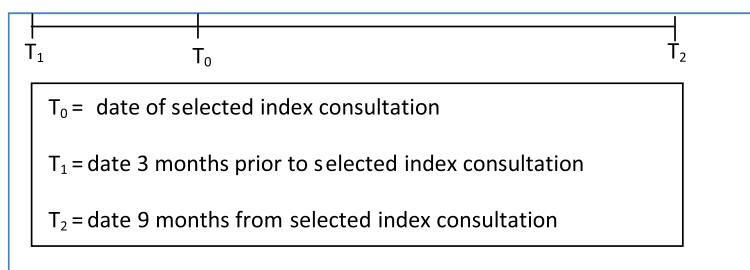 T₁ T₀ T₂
T₀ = date of selected index consultation
T₁ = date 3 months prior to selected index consultation
T₂ = date 9 months from selected index consultation